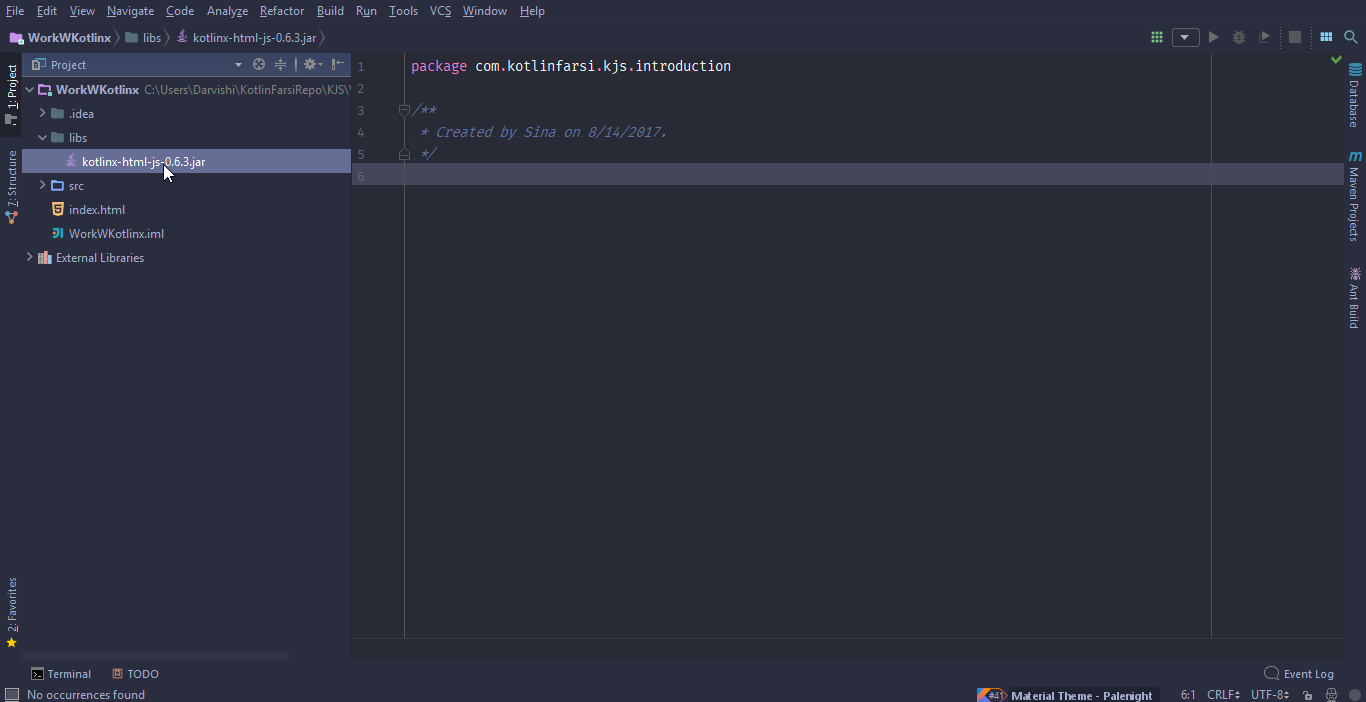 File Edit View Navigate Code Analyze Refactor Build Run Tools VCS Window Help
WorkWKotlinx libs kotlinx-html-js-0.6.3.jar
Project
WorkWKotlinx C:\Users\Darvishi\KotlinFarsiRepo\KJS\
.idea
libs
kotlinx-html-js-0.6.3.jar
src
index.html
WorkWKotlinx.iml
External Libraries
1: Project
7: Structure
2: Favorites
1 package com.kotlinfarsi.kjs.introduction
2
3 /**
4 * Created by Sina on 8/14/2017.
5 */
6
Database
m Maven Projects
Ant Build
Terminal TODO Event Log
No occurrences found #41 Material Theme - Palenight 6:1 CRLF UTF-8